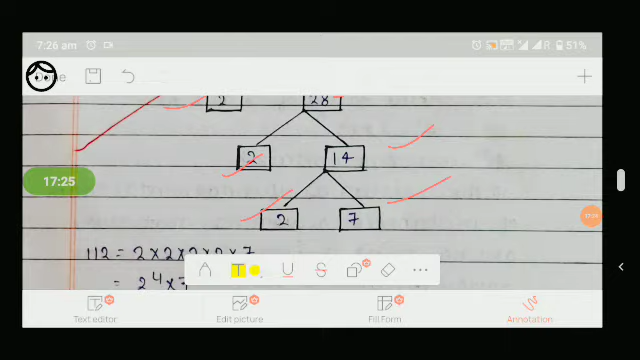 7:26 am R 51%
2 28
2 14
17:25
2 7
112 = 2×2×2×2×7
= 2⁴×7
T U S
Text editor Edit picture Fill Form Annotation